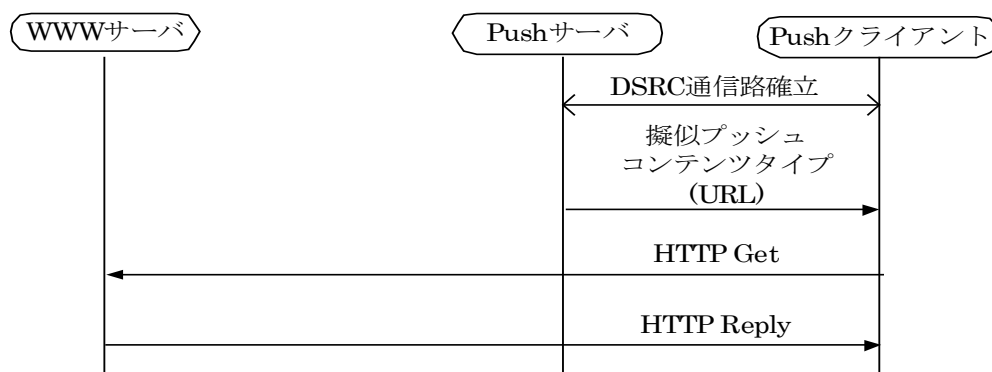 WWWサーバ
Pushサーバ
Pushクライアント
DSRC通信路確立
擬似プッシュ
コンテンツタイプ
(URL)
HTTP Get
HTTP Reply